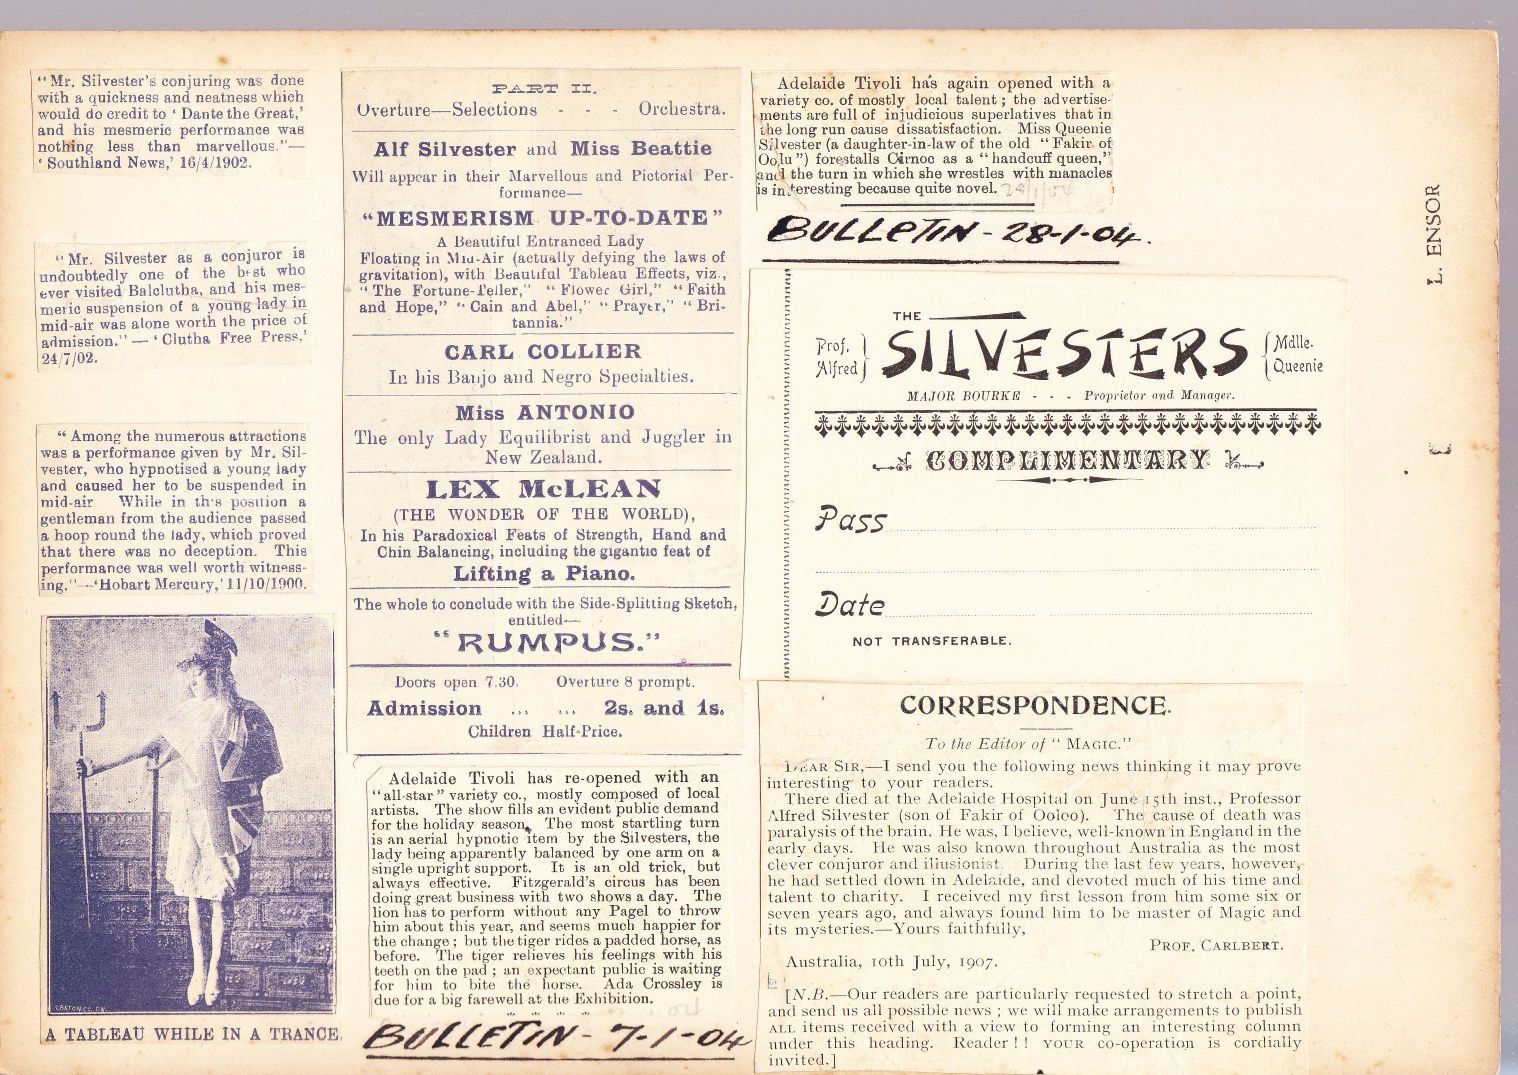 "Mr. Silvester's conjuring was done
with a quickness and neatness which
would do credit to 'Dante the Great,'
and his mesmeric performance was
nothing less than marvellous."—
'Southland News,' 16/4/1902.
"Mr. Silvester as a conjuror is
undoubtedly one of the best who
ever visited Balclutha, and his mes-
meric suspension of a young lady in
mid-air was alone worth the price of
admission." — 'Clutha Free Press,'
24/7/02.
"Among the numerous attractions
was a performance given by Mr. Sil-
vester, who hypnotised a young lady
and caused her to be suspended in
mid-air While in this position a
gentleman from the audience passed
a hoop round the lady, which proved
that there was no deception. This
performance was well worth witness-
ing."—'Hobart Mercury,' 11/10/1900.
A TABLEAU WHILE IN A TRANCE.
PART II.
Overture—Selections - - - Orchestra.
Alf Silvester and Miss Beattie
Will appear in their Marvellous and Pictorial Per-
formance—
"MESMERISM UP-TO-DATE"
A Beautiful Entranced Lady
Floating in Mid-Air (actually defying the laws of
gravitation), with Beautiful Tableau Effects, viz.,
"The Fortune-Teller," "Flower Girl," "Faith
and Hope," "Cain and Abel," "Prayer," "Bri-
tannia."
CARL COLLIER
In his Banjo and Negro Specialties.
Miss ANTONIO
The only Lady Equilibrist and Juggler in
New Zealand.
LEX McLEAN
(THE WONDER OF THE WORLD),
In his Paradoxical Feats of Strength, Hand and
Chin Balancing, including the gigantic feat of
Lifting a Piano.
The whole to conclude with the Side-Splitting Sketch,
entitled—
"RUMPUS."
Doors open 7.30. Overture 8 prompt.
Admission ... ... 2s. and 1s.
Children Half-Price.
Adelaide Tivoli has re-opened with an
"all-star" variety co., mostly composed of local
artists. The show fills an evident public demand
for the holiday season. The most startling turn
is an aerial hypnotic item by the Silvesters, the
lady being apparently balanced by one arm on a
single upright support. It is an old trick, but
always effective. Fitzgerald's circus has been
doing great business with two shows a day. The
lion has to perform without any Pagel to throw
him about this year, and seems much happier for
the change; but the tiger rides a padded horse, as
before. The tiger relieves his feelings with his
teeth on the pad; an expectant public is waiting
for him to bite the horse. Ada Crossley is
due for a big farewell at the Exhibition.
BULLETIN - 7-1-04
Adelaide Tivoli has again opened with a
variety co. of mostly local talent; the advertise-
ments are full of injudicious superlatives that in
the long run cause dissatisfaction. Miss Queenie
Silvester (a daughter-in-law of the old "Fakir of
Oolu") forestalls Cirnoc as a "handcuff queen,"
and the turn in which she wrestles with manacles
is interesting because quite novel. 28/1/04
BULLETIN - 28-1-04.
THE
Prof. Alfred SILVESTERS Mdlle. Queenie
MAJOR BOURKE - - - Proprietor and Manager.
COMPLIMENTARY
Pass
Date
NOT TRANSFERABLE.
CORRESPONDENCE.
To the Editor of "MAGIC."
DEAR SIR,—I send you the following news thinking it may prove
interesting to your readers.
There died at the Adelaide Hospital on June 15th inst., Professor
Alfred Silvester (son of Fakir of Ooloo). The cause of death was
paralysis of the brain. He was, I believe, well-known in England in the
early days. He was also known throughout Australia as the most
clever conjuror and illusionist. During the last few years, however,
he had settled down in Adelaide, and devoted much of his time and
talent to charity. I received my first lesson from him some six or
seven years ago, and always found him to be master of Magic and
its mysteries.—Yours faithfully,
PROF. CARLBERT.
Australia, 10th July, 1907.
[N.B.—Our readers are particularly requested to stretch a point,
and send us all possible news; we will make arrangements to publish
ALL items received with a view to forming an interesting column
under this heading. Reader!! YOUR co-operation is cordially
invited.]
L. ENSOR